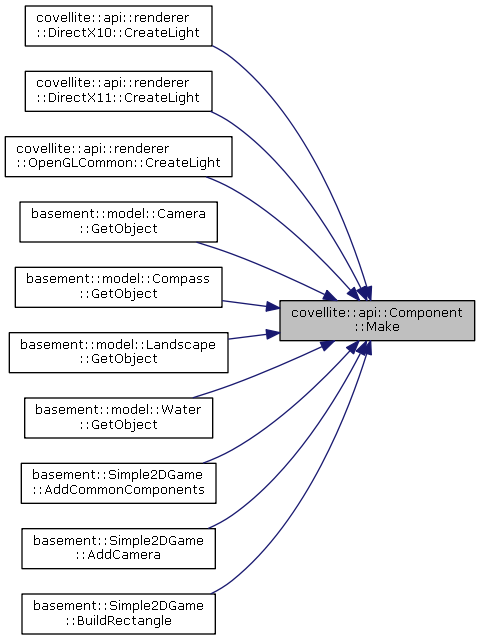 covellite::api::renderer
::DirectX10::CreateLight
covellite::api::renderer
::DirectX11::CreateLight
covellite::api::renderer
::OpenGLCommon::CreateLight
basement::model::Camera
::GetObject
basement::model::Compass
::GetObject
covellite::api::Component
::Make
basement::model::Landscape
::GetObject
basement::model::Water
::GetObject
basement::Simple2DGame
::AddCommonComponents
basement::Simple2DGame
::AddCamera
basement::Simple2DGame
::BuildRectangle